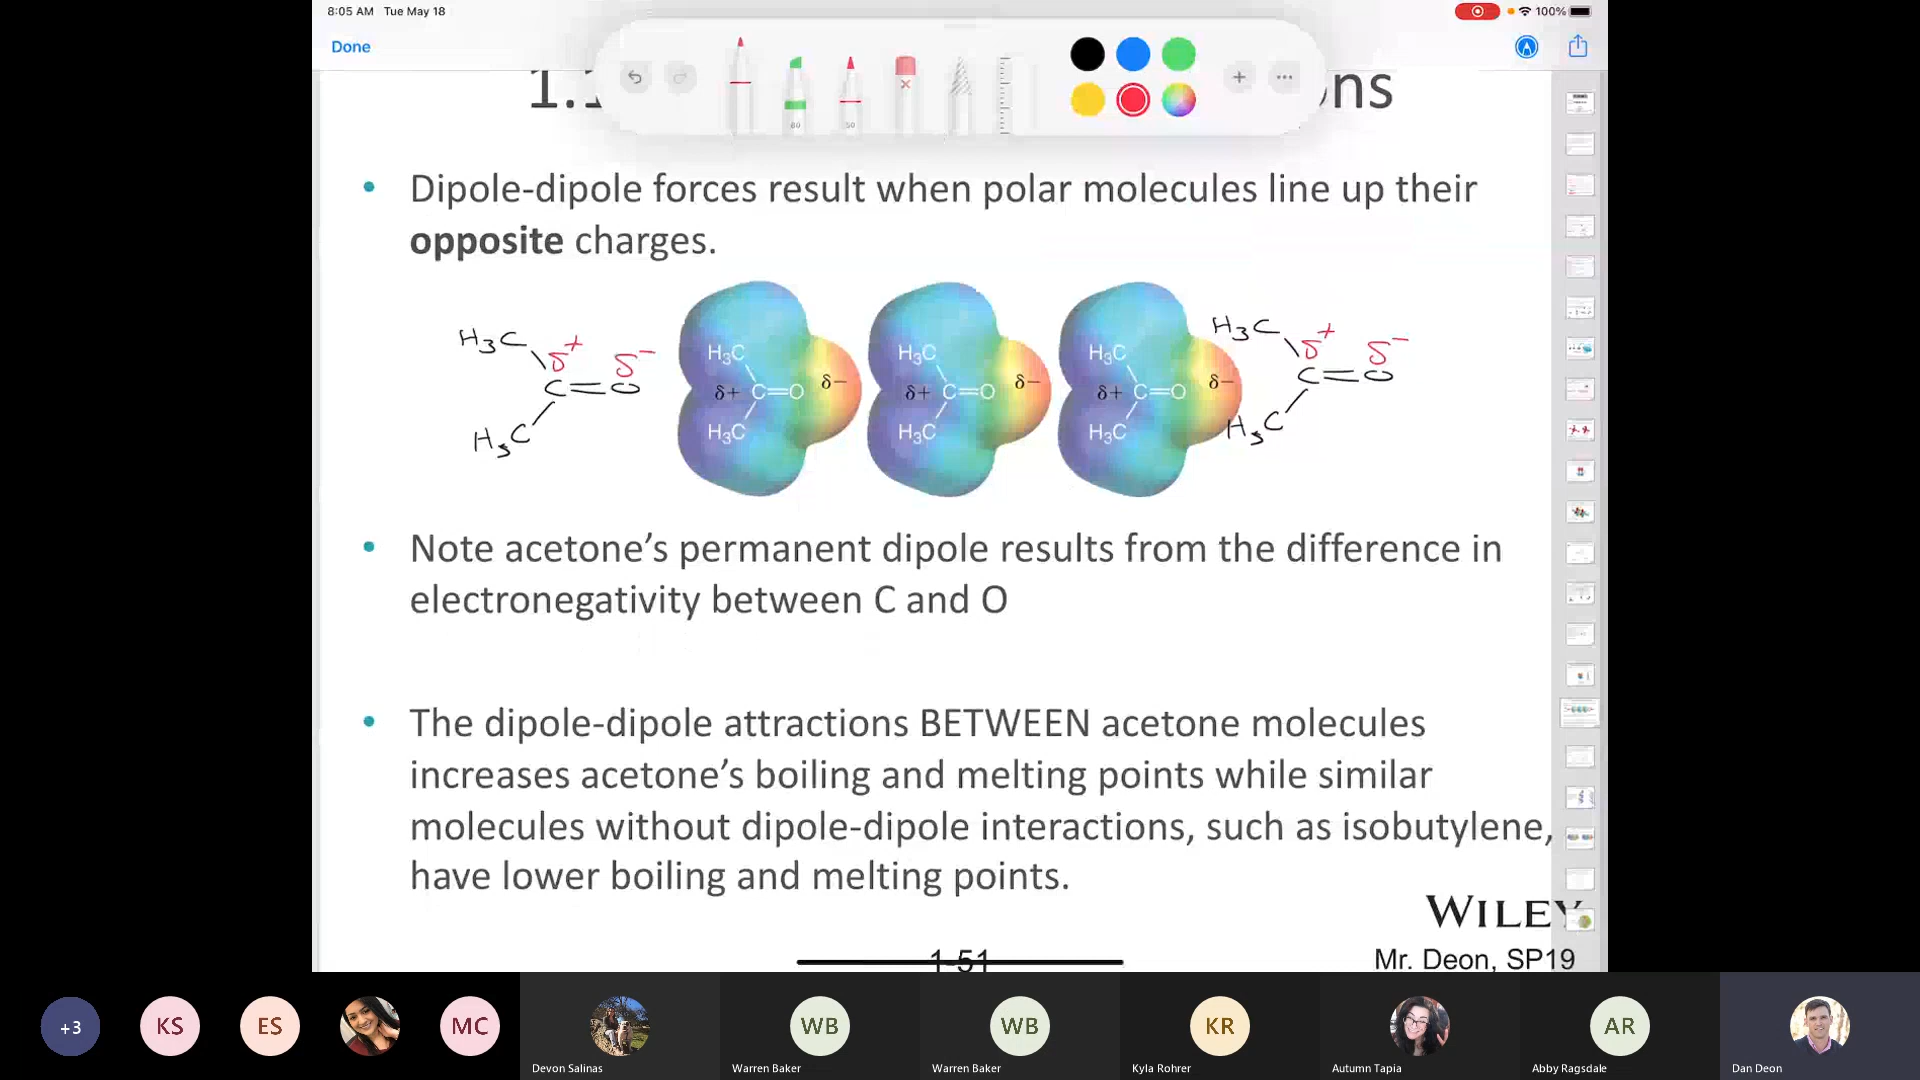 8:05 AM Tue May 18
100%
Done
80
50
Dipole-dipole forces result when polar molecules line up their
opposite charges.
H3C δ+ δ-
C=O
H3C
H3C
δ+ C=O δ−
H3C
H3C
δ+ C=O δ−
H3C
H3C
δ+ C=O δ−
H3C
H3C δ+ δ-
C=O
H3C
Note acetone’s permanent dipole results from the difference in
electronegativity between C and O
The dipole-dipole attractions BETWEEN acetone molecules
increases acetone’s boiling and melting points while similar
molecules without dipole-dipole interactions, such as isobutylene,
have lower boiling and melting points.
WILEY
1-51
Mr. Deon, SP19
+3
KS
ES
MC
Devon Salinas
WB
Warren Baker
WB
Warren Baker
KR
Kyla Rohrer
Autumn Tapia
AR
Abby Ragsdale
Dan Deon